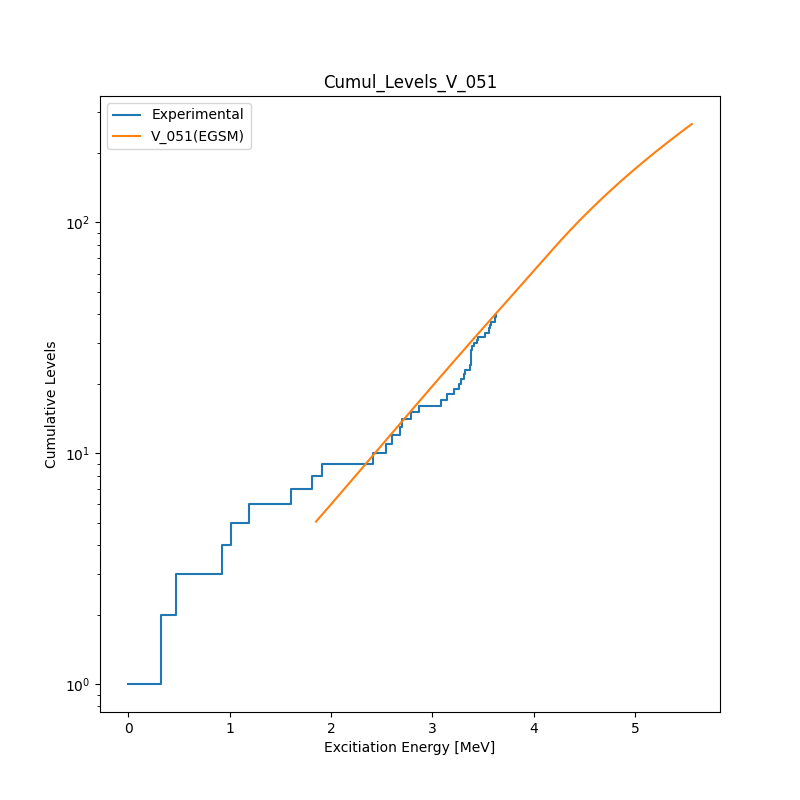 Cumul_Levels_V_051
Experimental
V_051(EGSM)
10²
10¹
10⁰
Cumulative Levels
0 1 2 3 4 5
Excitiation Energy [MeV]